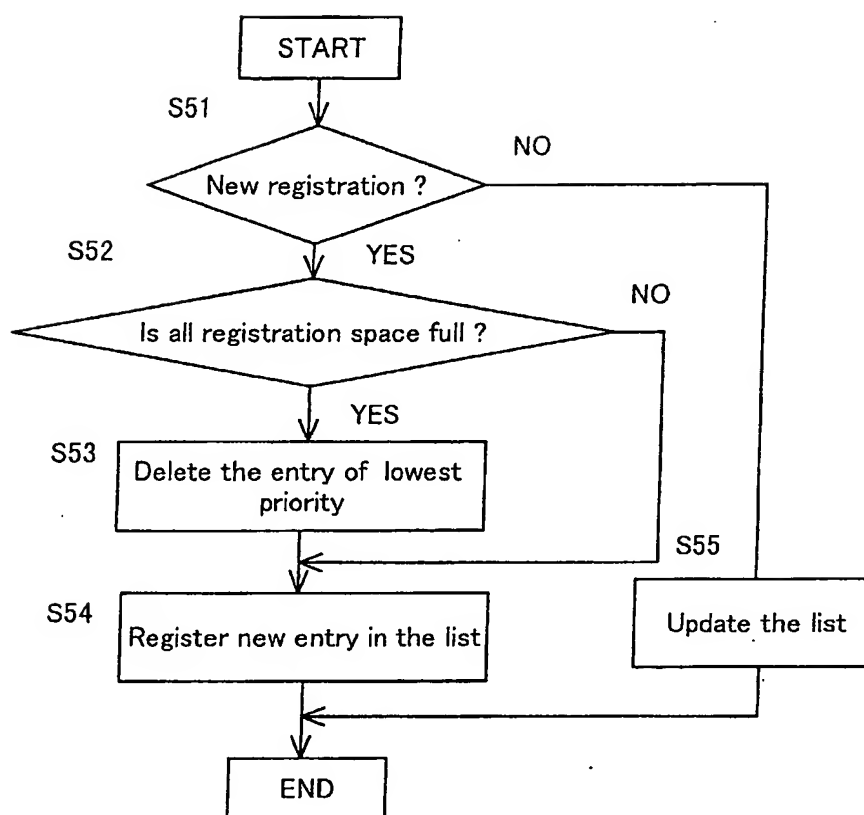 START
S51
NO
New registration ?
S52
YES
NO
Is all registration space full ?
YES
S53
Delete the entry of lowest
priority
S55
S54
Register new entry in the list
Update the list
END